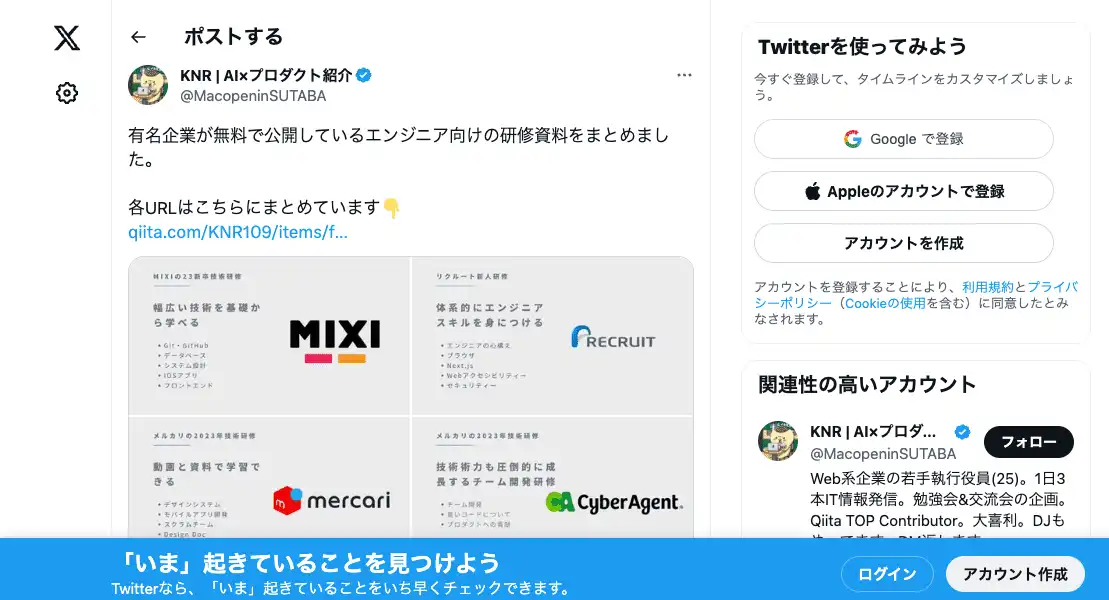 ポストする
KNR | AI×プロダクト紹介
@MacopeninSUTABA
有名企業が無料で公開しているエンジニア向けの研修資料をまとめまし
た。
各URLはこちらにまとめています👇
qiita.com/KNR109/items/f...
MIXIの23新卒技術研修
幅広い技術を基礎か
ら学べる
• Git・GitHub
• データベース
• システム設計
• iOSアプリ
• フロントエンド
MIXI
リクルート新人研修
体系的にエンジニア
スキルを身につける
• エンジニアの心構え
• ブラウザ
• Next.js
• Webアクセシビリティー
• セキュリティー
RECRUIT
メルカリの2023年技術研修
動画と資料で学習で
きる
• デザインシステム
• モバイルアプリ開発
• スクラムチーム
• Design Doc
mercari
メルカリの2023年技術研修
技術術力も圧倒的に成
長するチーム開発研修
• チーム開発
• 良いコードについて
• プロダクトへの貢献
CyberAgent.
Twitterを使ってみよう
今すぐ登録して、タイムラインをカスタマイズしましょ
う。
Google で登録
Appleのアカウントで登録
アカウントを作成
アカウントを登録することにより、利用規約とプライバ
シーポリシー（Cookieの使用を含む）に同意したとみ
なされます。
関連性の高いアカウント
KNR | AI×プロダ...
@MacopeninSUTABA
フォロー
Web系企業の若手執行役員(25)。1日3
本IT情報発信。勉強会&交流会の企画。
Qiita TOP Contributor。大喜利。DJも
「いま」起きていることを見つけよう
Twitterなら、「いま」起きていることをいち早くチェックできます。
ログイン
アカウント作成